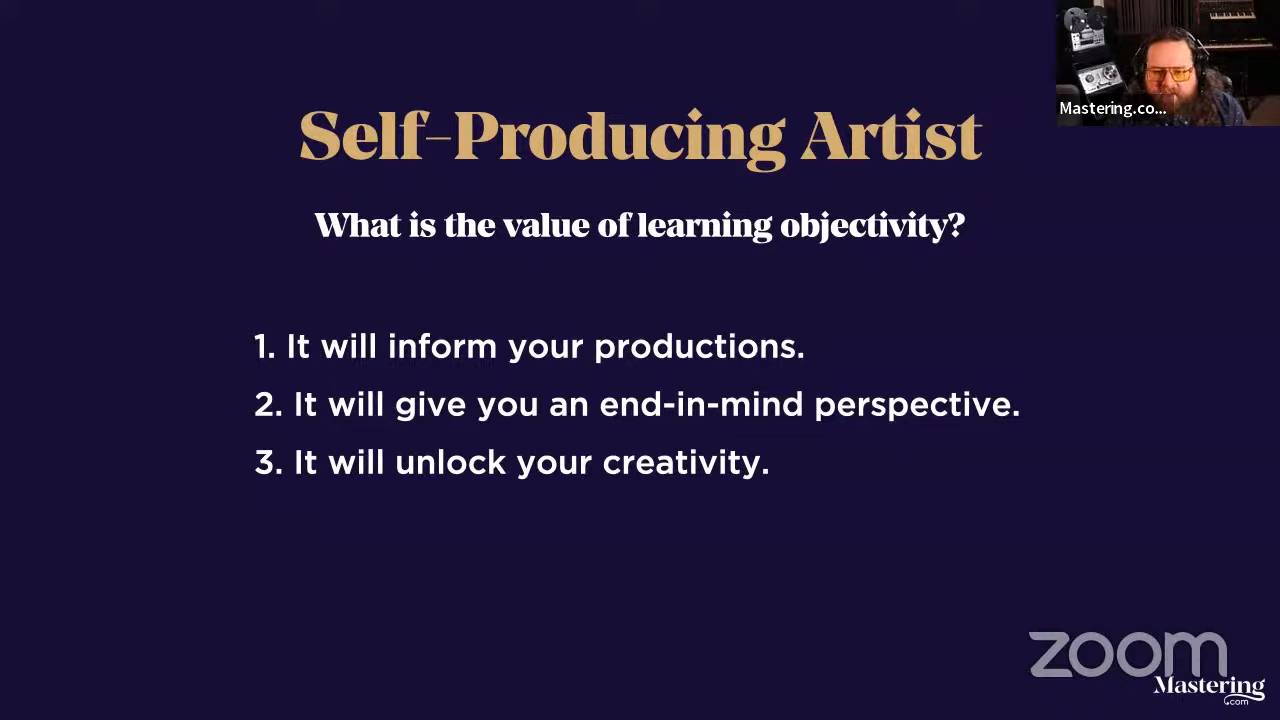 Mastering.co...
Self-Producing Artist
What is the value of learning objectivity?
1. It will inform your productions.
2. It will give you an end-in-mind perspective.
3. It will unlock your creativity.
zoom
Mastering
.com